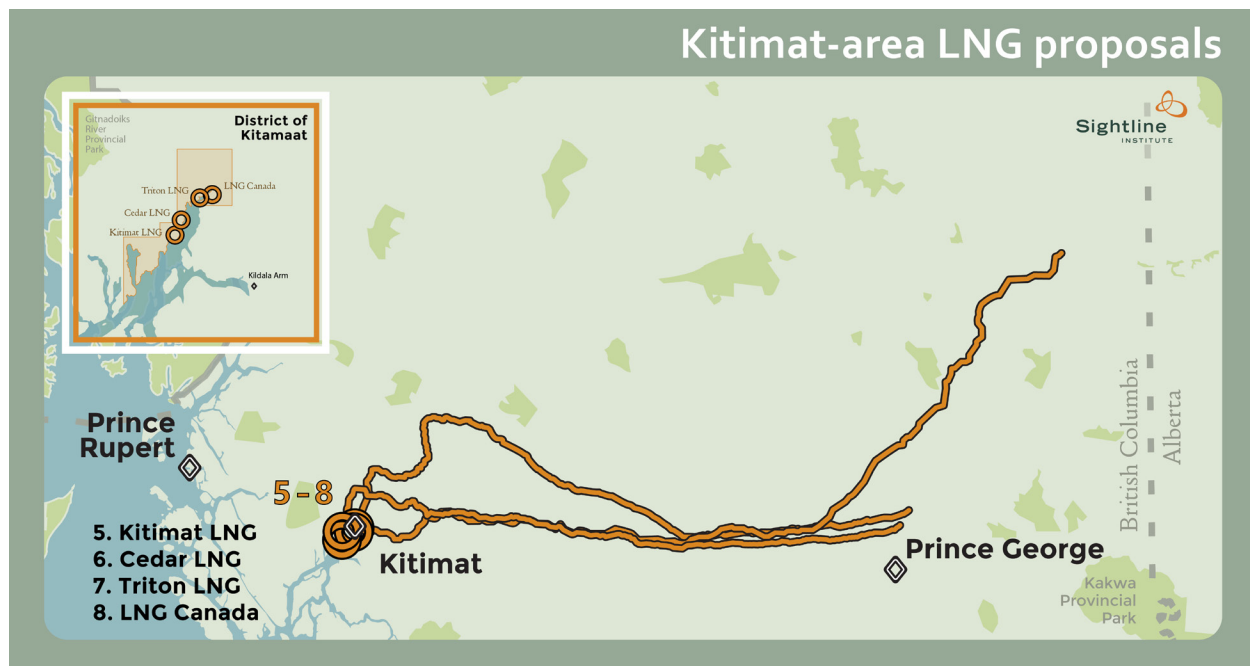 Kitimat-area LNG proposals
Gitnadoiks
River
Provincial
Park
District of
Kitamaat
Triton LNG
LNG Canada
Cedar LNG
Kitimat LNG
Kildala Arm
Sightline
INSTITUTE
Prince
Rupert
5-8
5. Kitimat LNG
6. Cedar LNG
7. Triton LNG
8. LNG Canada
Kitimat
Prince George
British Columbia
Alberta
Kakwa
Provincial
Park